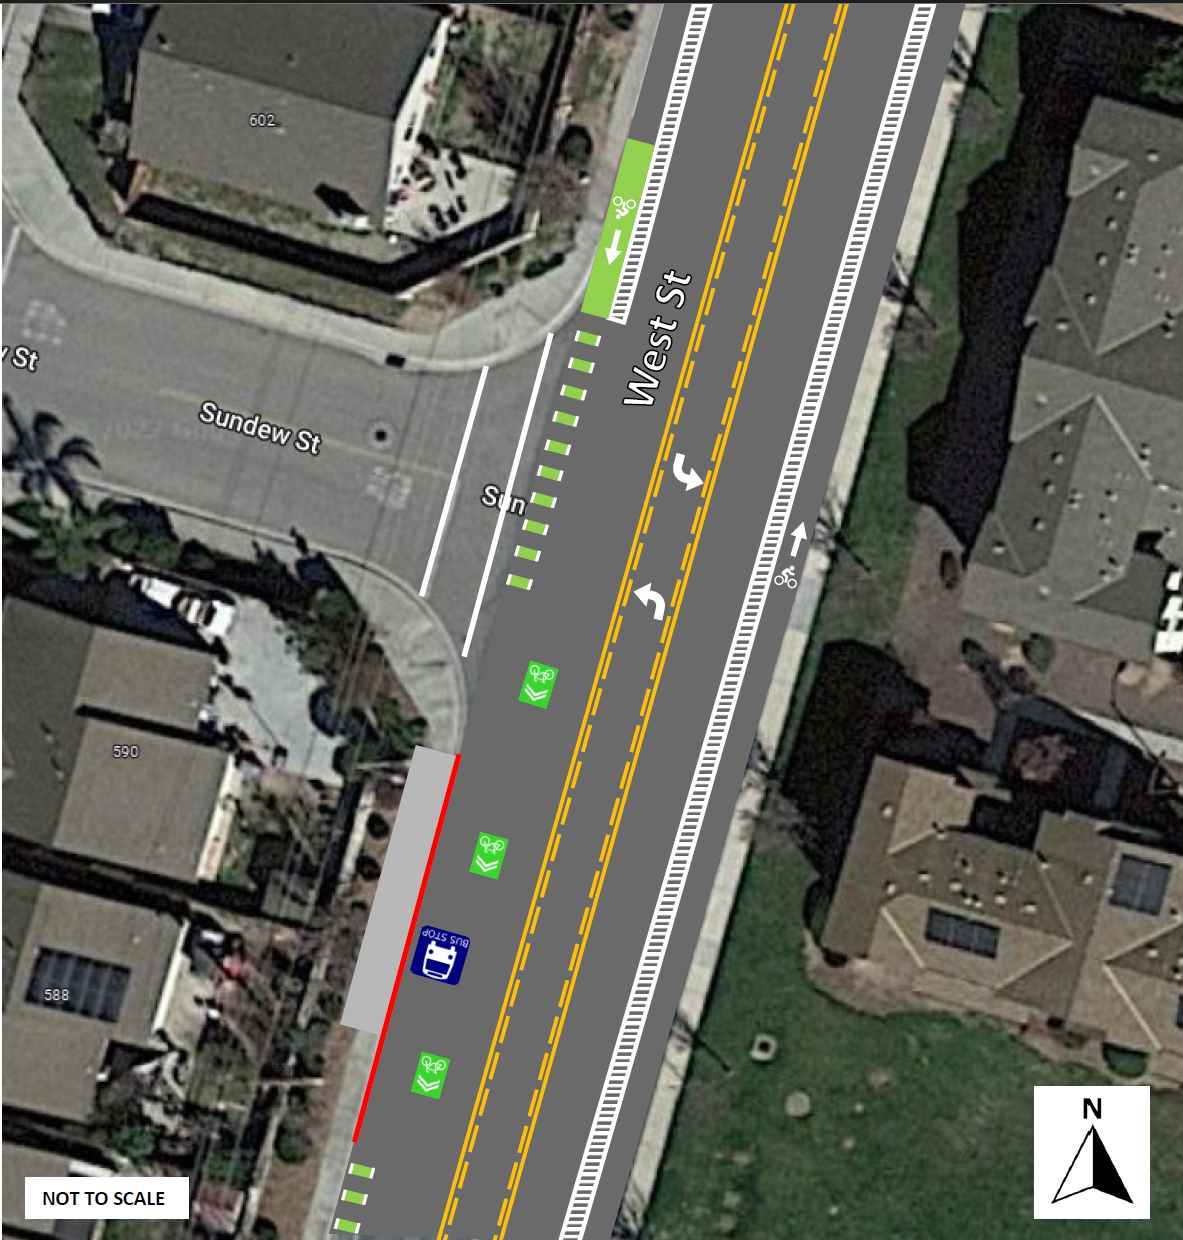 602
West St
St
Sundew St
Sun
590
BUS STOP
588
N
NOT TO SCALE